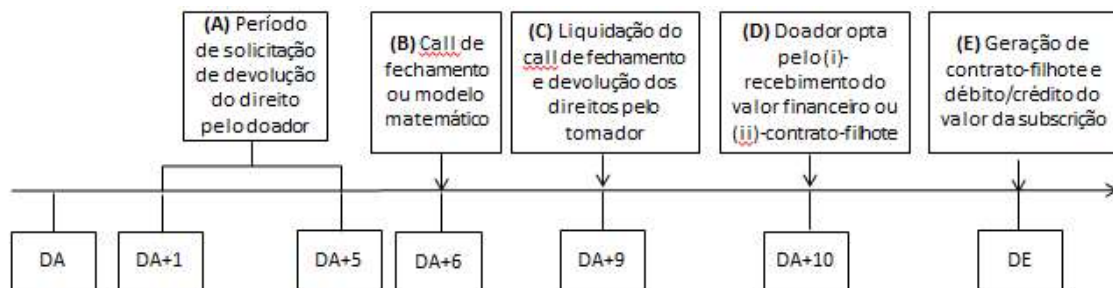 (A) Período
de solicitação
de devolução
do direito
pelo doador
(B) Call de
fechamento
ou modelo
matemático
(C) Liquidação do
call de fechamento
e devolução dos
direitos pelo
tomador
(D) Doador opta
pelo (i)-
recebimento do
valor financeiro ou
(ii)-contrato-filhote
(E) Geração de
contrato-filhote e
débito/crédito do
valor da subscrição
DA
DA+1
DA+5
DA+6
DA+9
DA+10
DE